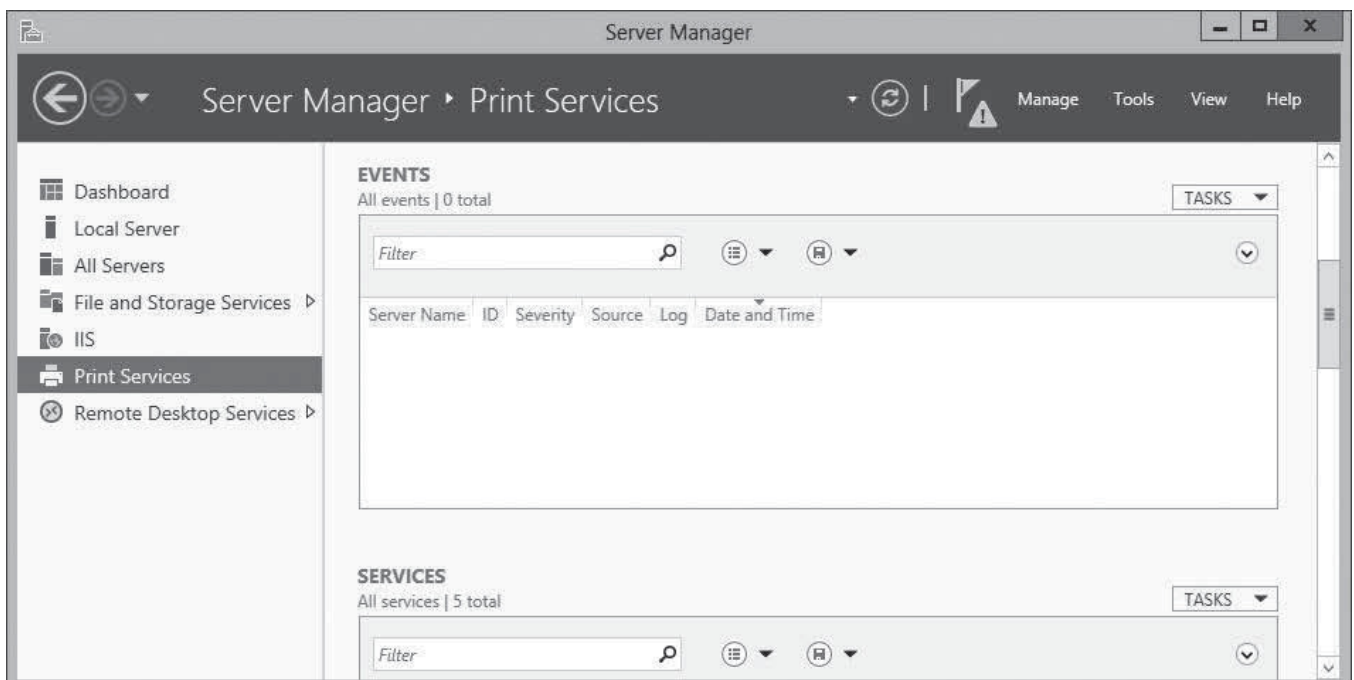 Server Manager
Server Manager ‣ Print Services
Manage Tools View Help
Dashboard
Local Server
All Servers
File and Storage Services
IIS
Print Services
Remote Desktop Services
EVENTS
All events | 0 total
TASKS
Filter
Server Name ID Severity Source Log Date and Time
SERVICES
All services | 5 total
TASKS
Filter